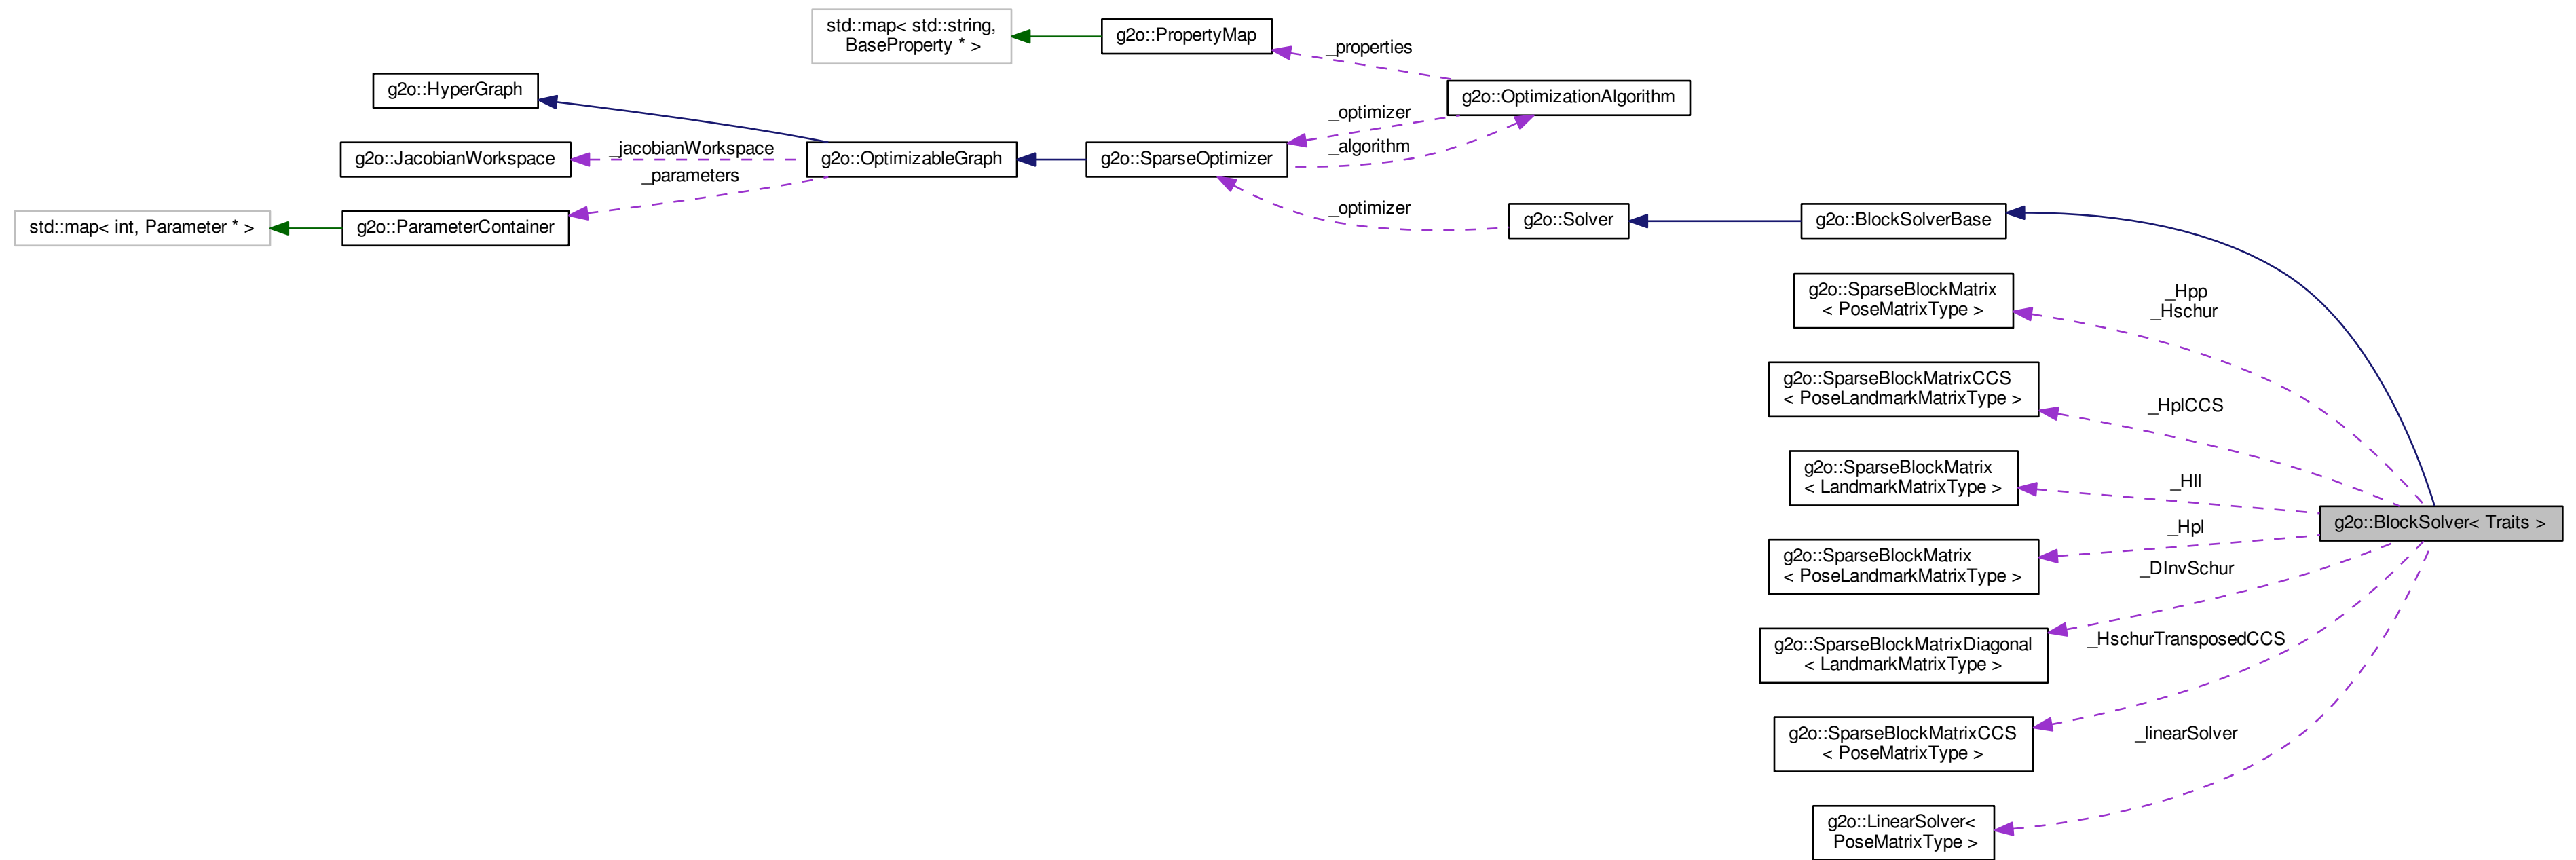 std::map< std::string,
BaseProperty * >
g2o::PropertyMap
_properties
g2o::HyperGraph
g2o::OptimizationAlgorithm
_optimizer
_jacobianWorkspace
_algorithm
g2o::JacobianWorkspace
g2o::OptimizableGraph
g2o::SparseOptimizer
_parameters
_optimizer
std::map< int, Parameter * >
g2o::ParameterContainer
g2o::Solver
g2o::BlockSolverBase
g2o::SparseBlockMatrix
< PoseMatrixType >
_Hpp
_Hschur
g2o::SparseBlockMatrixCCS
< PoseLandmarkMatrixType >
_HplCCS
g2o::SparseBlockMatrix
< LandmarkMatrixType >
_Hll
g2o::BlockSolver< Traits >
_Hpl
g2o::SparseBlockMatrix
< PoseLandmarkMatrixType >
_DInvSchur
g2o::SparseBlockMatrixDiagonal
< LandmarkMatrixType >
_HschurTransposedCCS
g2o::SparseBlockMatrixCCS
< PoseMatrixType >
_linearSolver
g2o::LinearSolver<
PoseMatrixType >